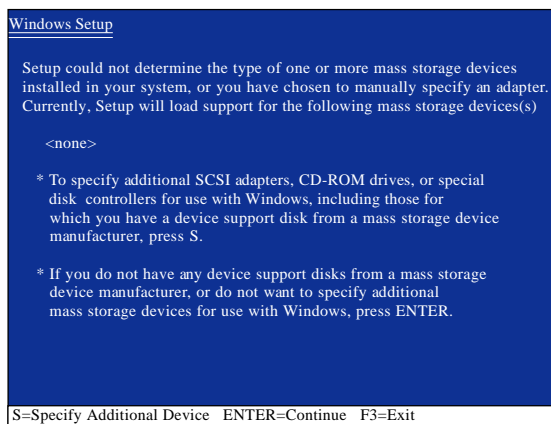 Windows Setup
Setup could not determine the type of one or more mass storage devices
installed in your system, or you have chosen to manually specify an adapter.
Currently, Setup will load support for the following mass storage devices(s)
<none>
* To specify additional SCSI adapters, CD-ROM drives, or special
disk controllers for use with Windows, including those for
which you have a device support disk from a mass storage device
manufacturer, press S.
* If you do not have any device support disks from a mass storage
device manufacturer, or do not want to specify additional
mass storage devices for use with Windows, press ENTER.
S=Specify Additional Device ENTER=Continue F3=Exit